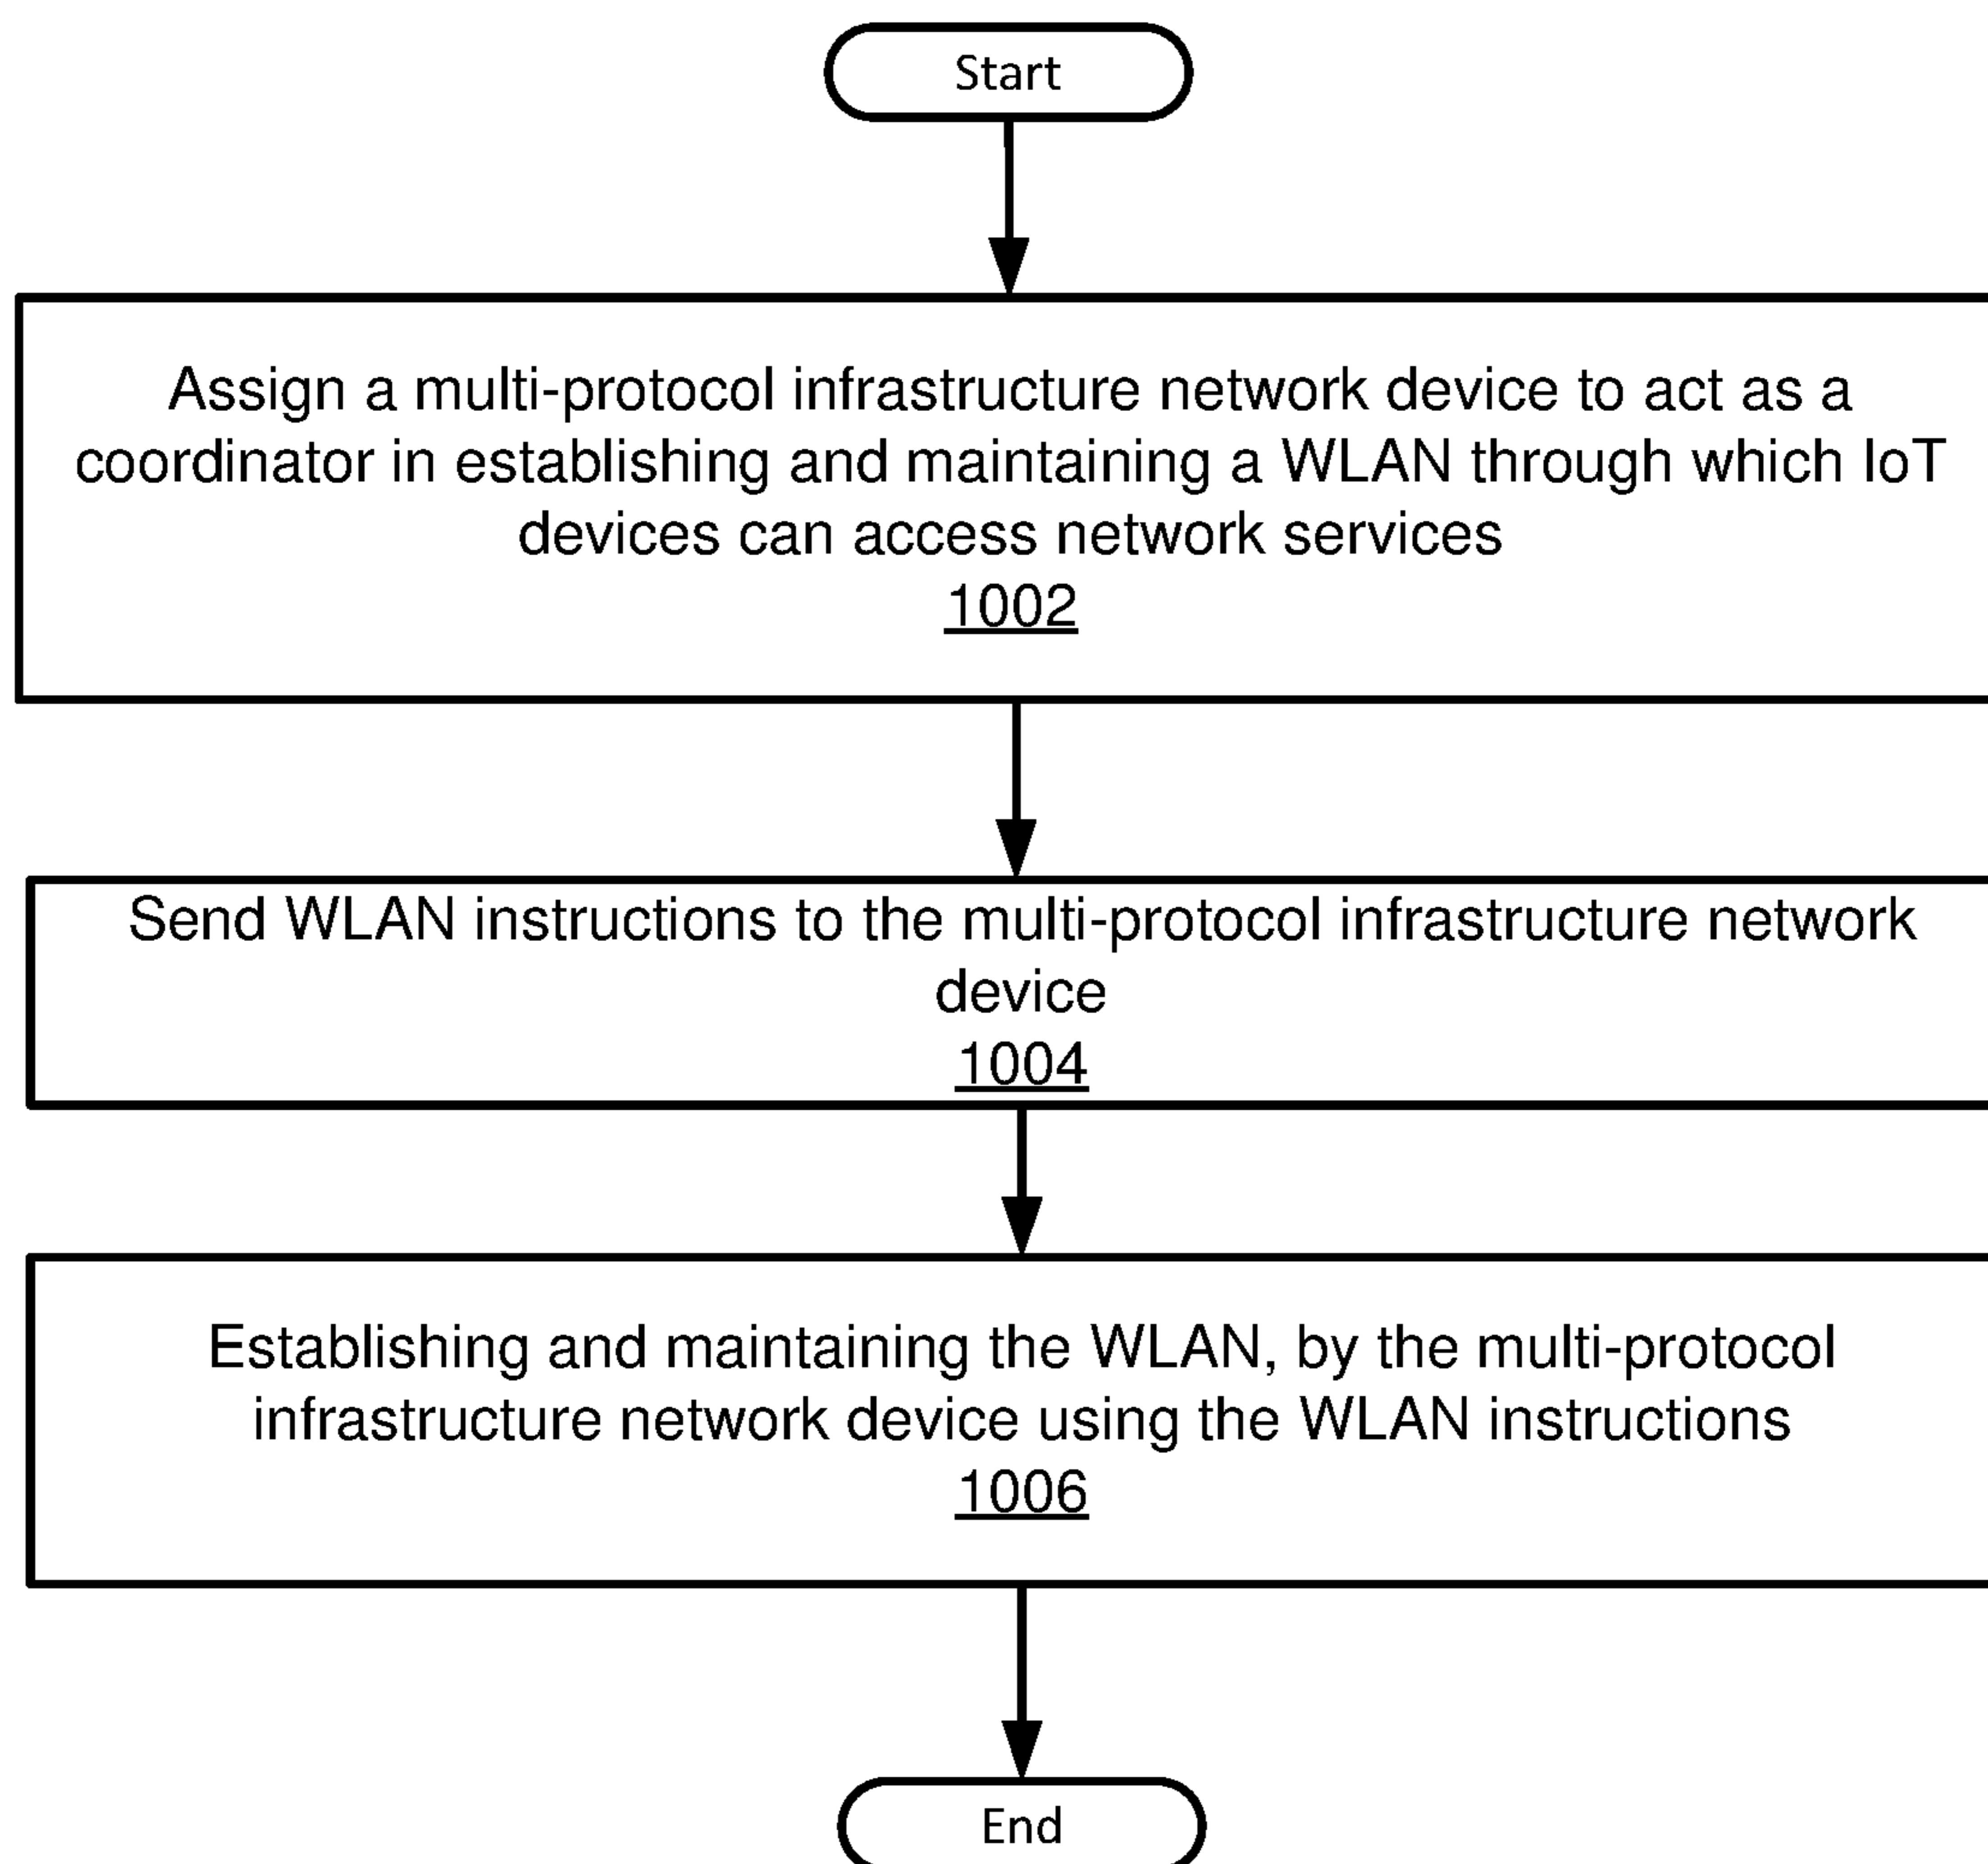 Start
Assign a multi-protocol infrastructure network device to act as a
coordinator in establishing and maintaining a WLAN through which IoT
devices can access network services
1002
Send WLAN instructions to the multi-protocol infrastructure network
device
1004
Establishing and maintaining the WLAN, by the multi-protocol
infrastructure network device using the WLAN instructions
1006
End